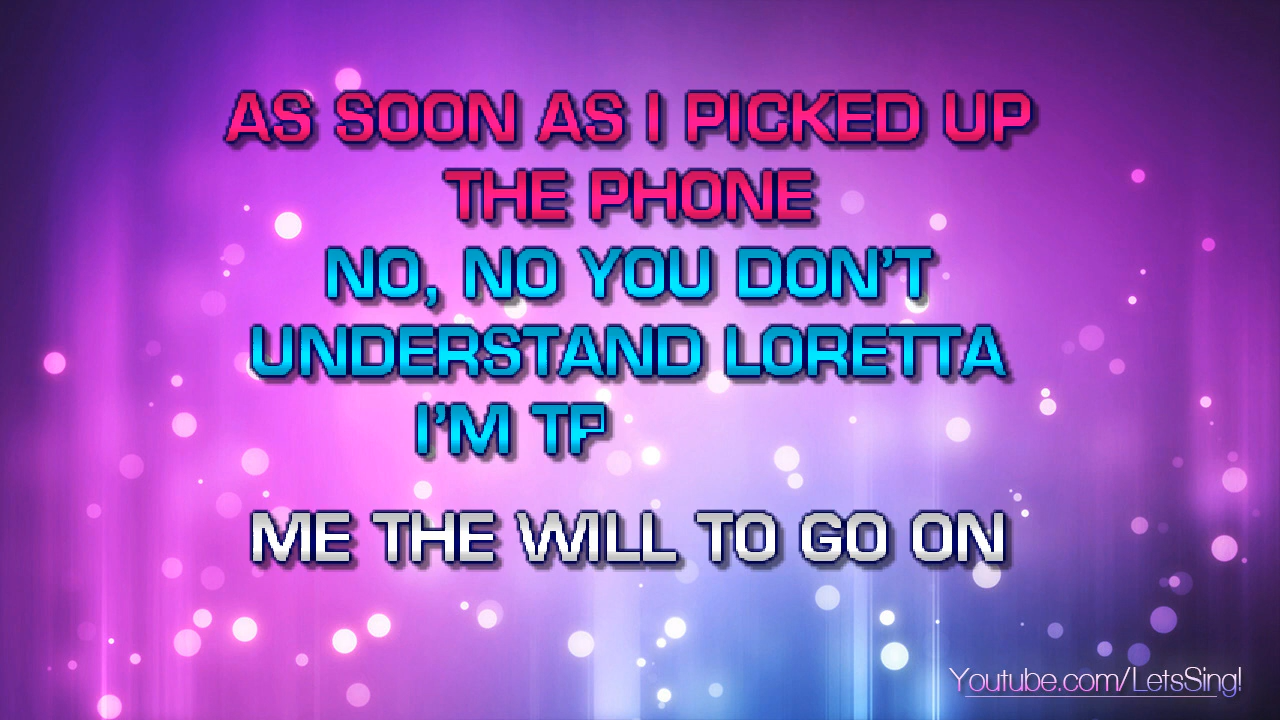 AS SOON AS I PICKED UP
THE PHONE
NO, NO YOU DON'T
UNDERSTAND LORETTA
I'M
ME THE WILL TO GO ON
Youtube.com/LetsSing!